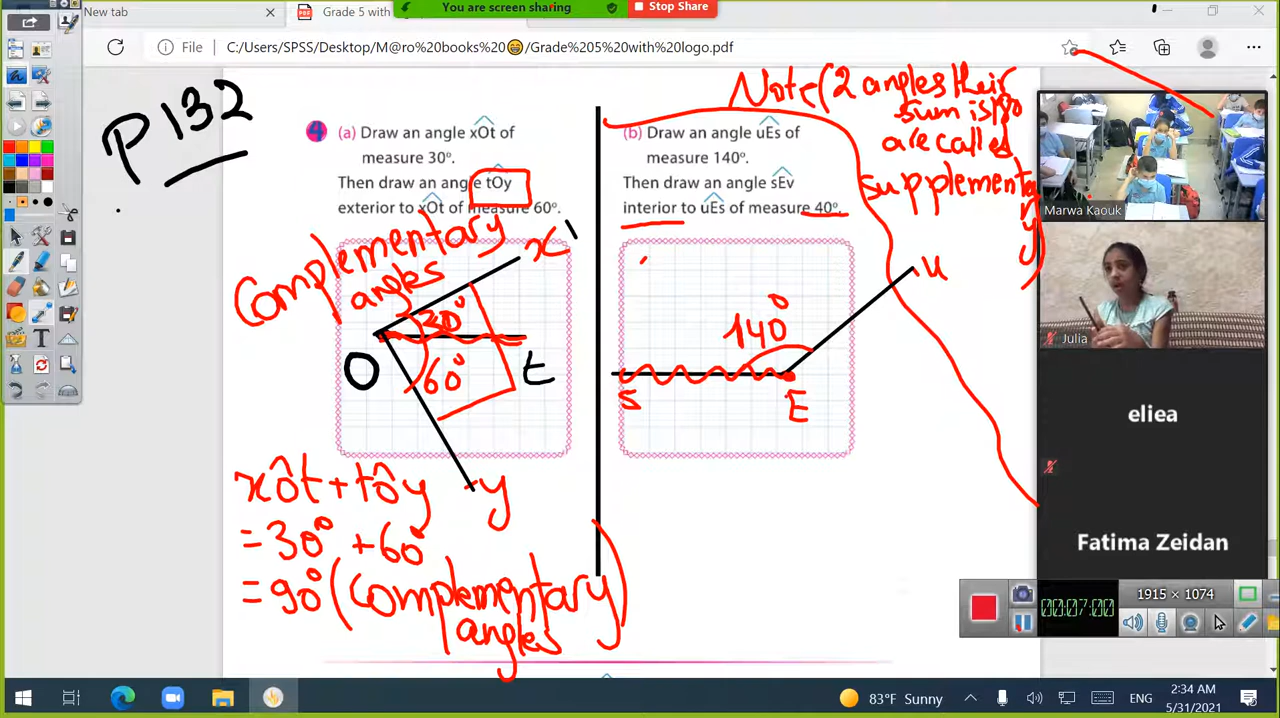 New tab
Grade 5 with
You are screen sharing
Stop Share
File
C:/Users/SPSS/Desktop/M@ro%20books%20😄/Grade%205%20with%20logo.pdf
P132
4 (a) Draw an angle xOt of
measure 30°.
Then draw an angle tOy
exterior to xOt of measure 60°.
(b) Draw an angle uEs of
measure 140°.
Then draw an angle sEv
interior to uEs of measure 40°.
Note (2 angles their
sum is 180
are called
supplementary)
Complementary
angles
x
30°
60°
O
t
y
u
140°
S
E
xÔt + tÔy
= 30° + 60°
= 90° (Complementary
angles)
Marwa Kaouk
Julia
eliea
Fatima Zeidan
1915 × 1074
00:07:00
83°F Sunny
ENG
2:34 AM
5/31/2021